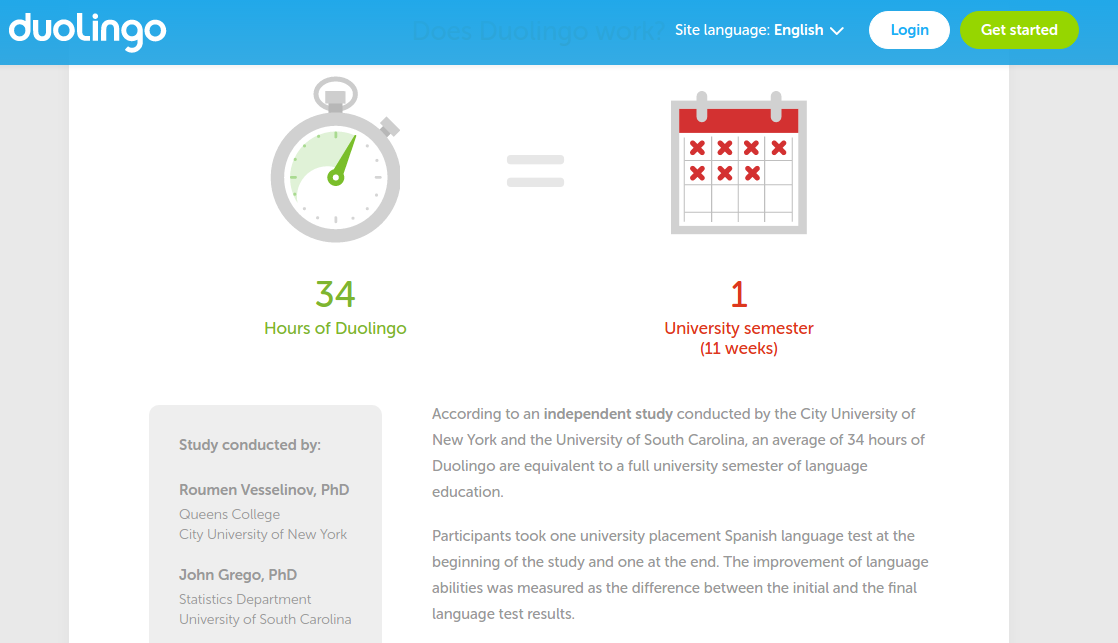 duolingo
Does Duolingo work?
Site language: English
Login
Get started
34
Hours of Duolingo
1
University semester
(11 weeks)
Study conducted by:
Roumen Vesselinov, PhD
Queens College
City University of New York
John Grego, PhD
Statistics Department
University of South Carolina
According to an independent study conducted by the City University of
New York and the University of South Carolina, an average of 34 hours of
Duolingo are equivalent to a full university semester of language
education.
Participants took one university placement Spanish language test at the
beginning of the study and one at the end. The improvement of language
abilities was measured as the difference between the initial and the final
language test results.